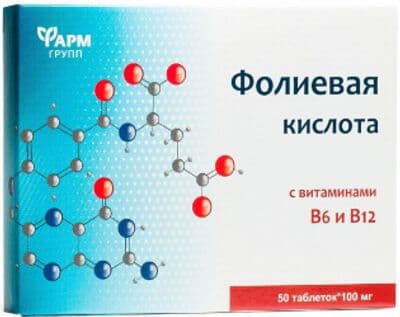 ФАРМ
ГРУПП
Фолиевая
кислота
с витаминами
B6 и B12
50 таблеток*100 мг